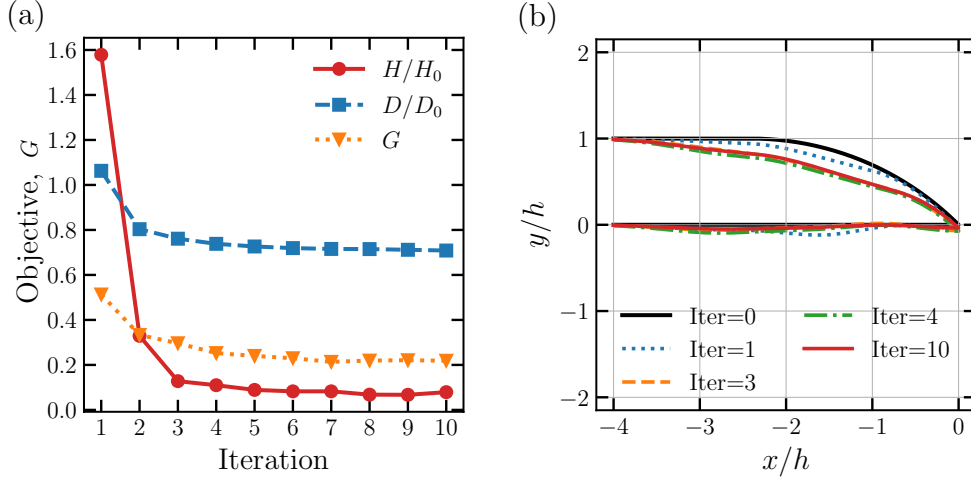 (a)
Objective, G
1.6
1.4
1.2
1.0
0.8
0.6
0.4
0.2
0.0
H/H₀
D/D₀
G
1 2 3 4 5 6 7 8 9 10
Iteration
(b)
y/h
2
1
0
−1
−2
Iter=0
Iter=1
Iter=3
Iter=4
Iter=10
−4 −3 −2 −1 0
x/h